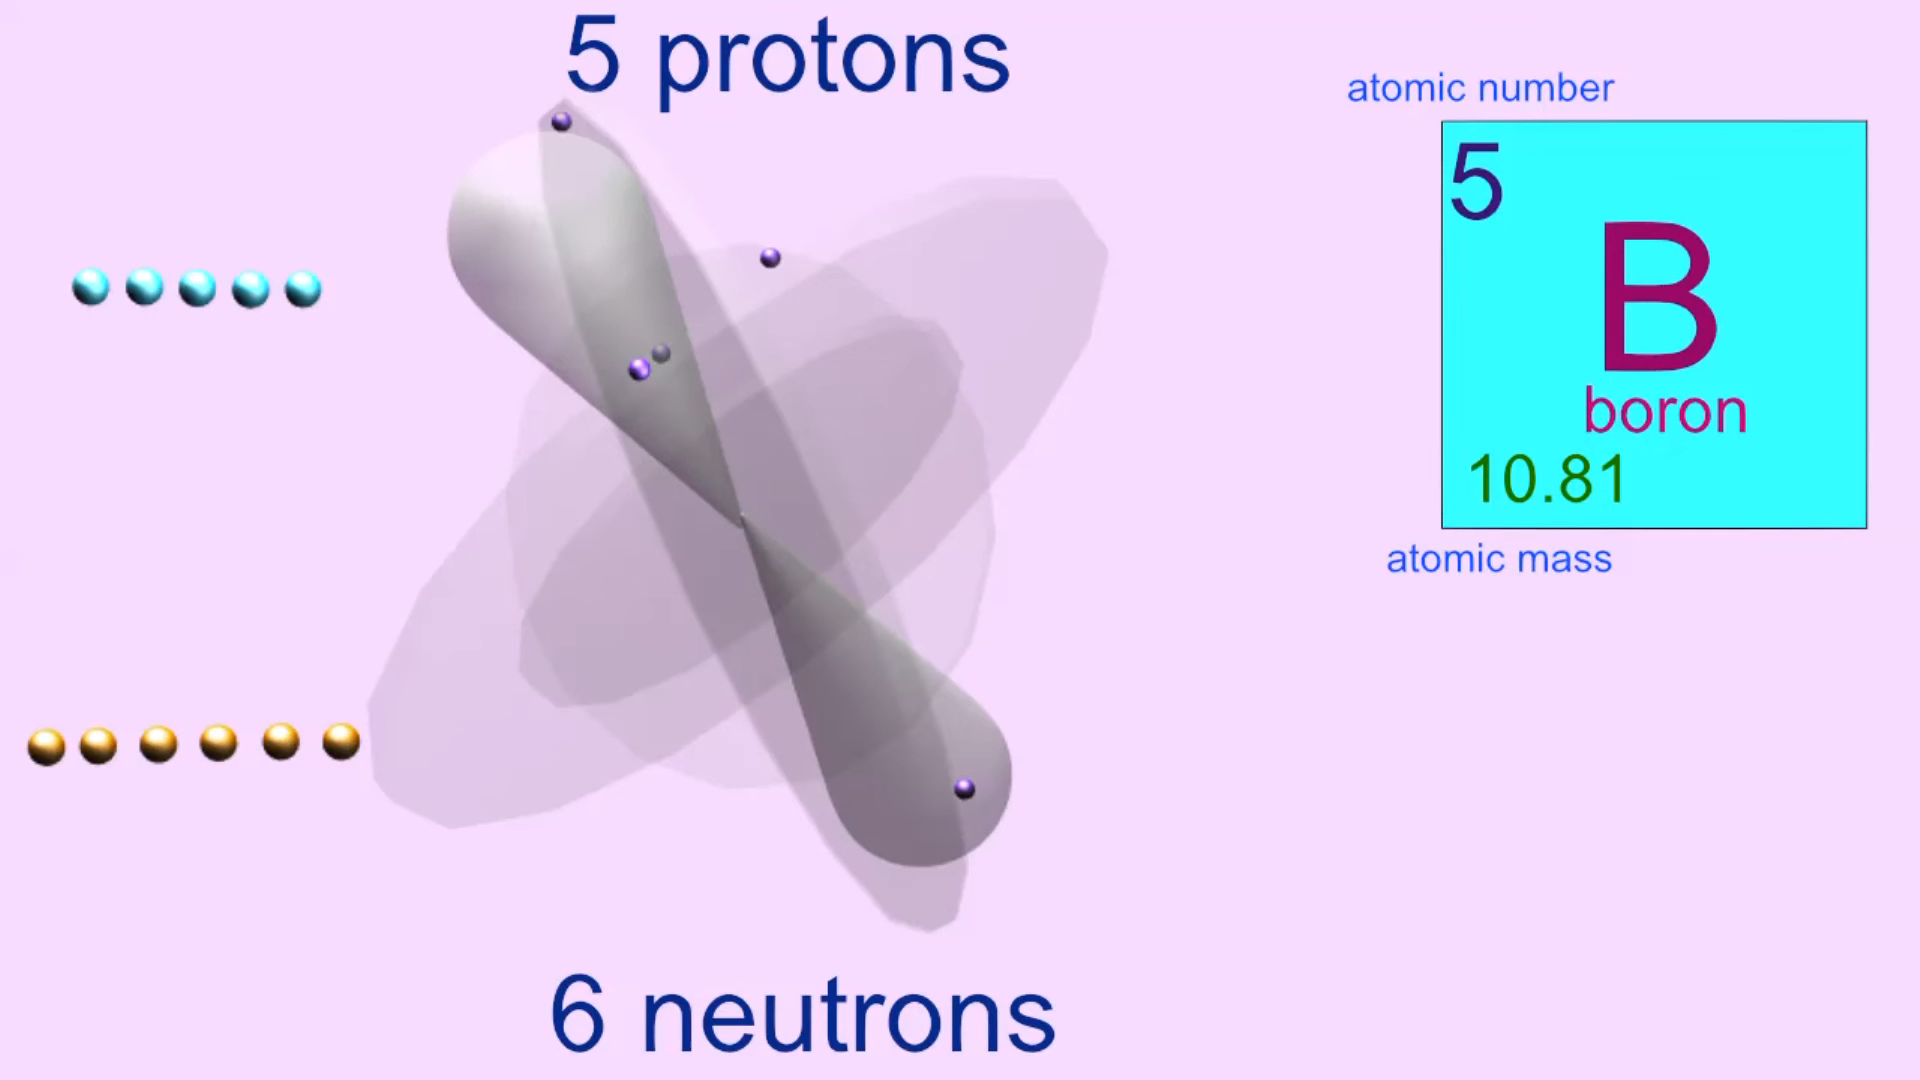 5 protons
atomic number
5
B
boron
10.81
atomic mass
6 neutrons